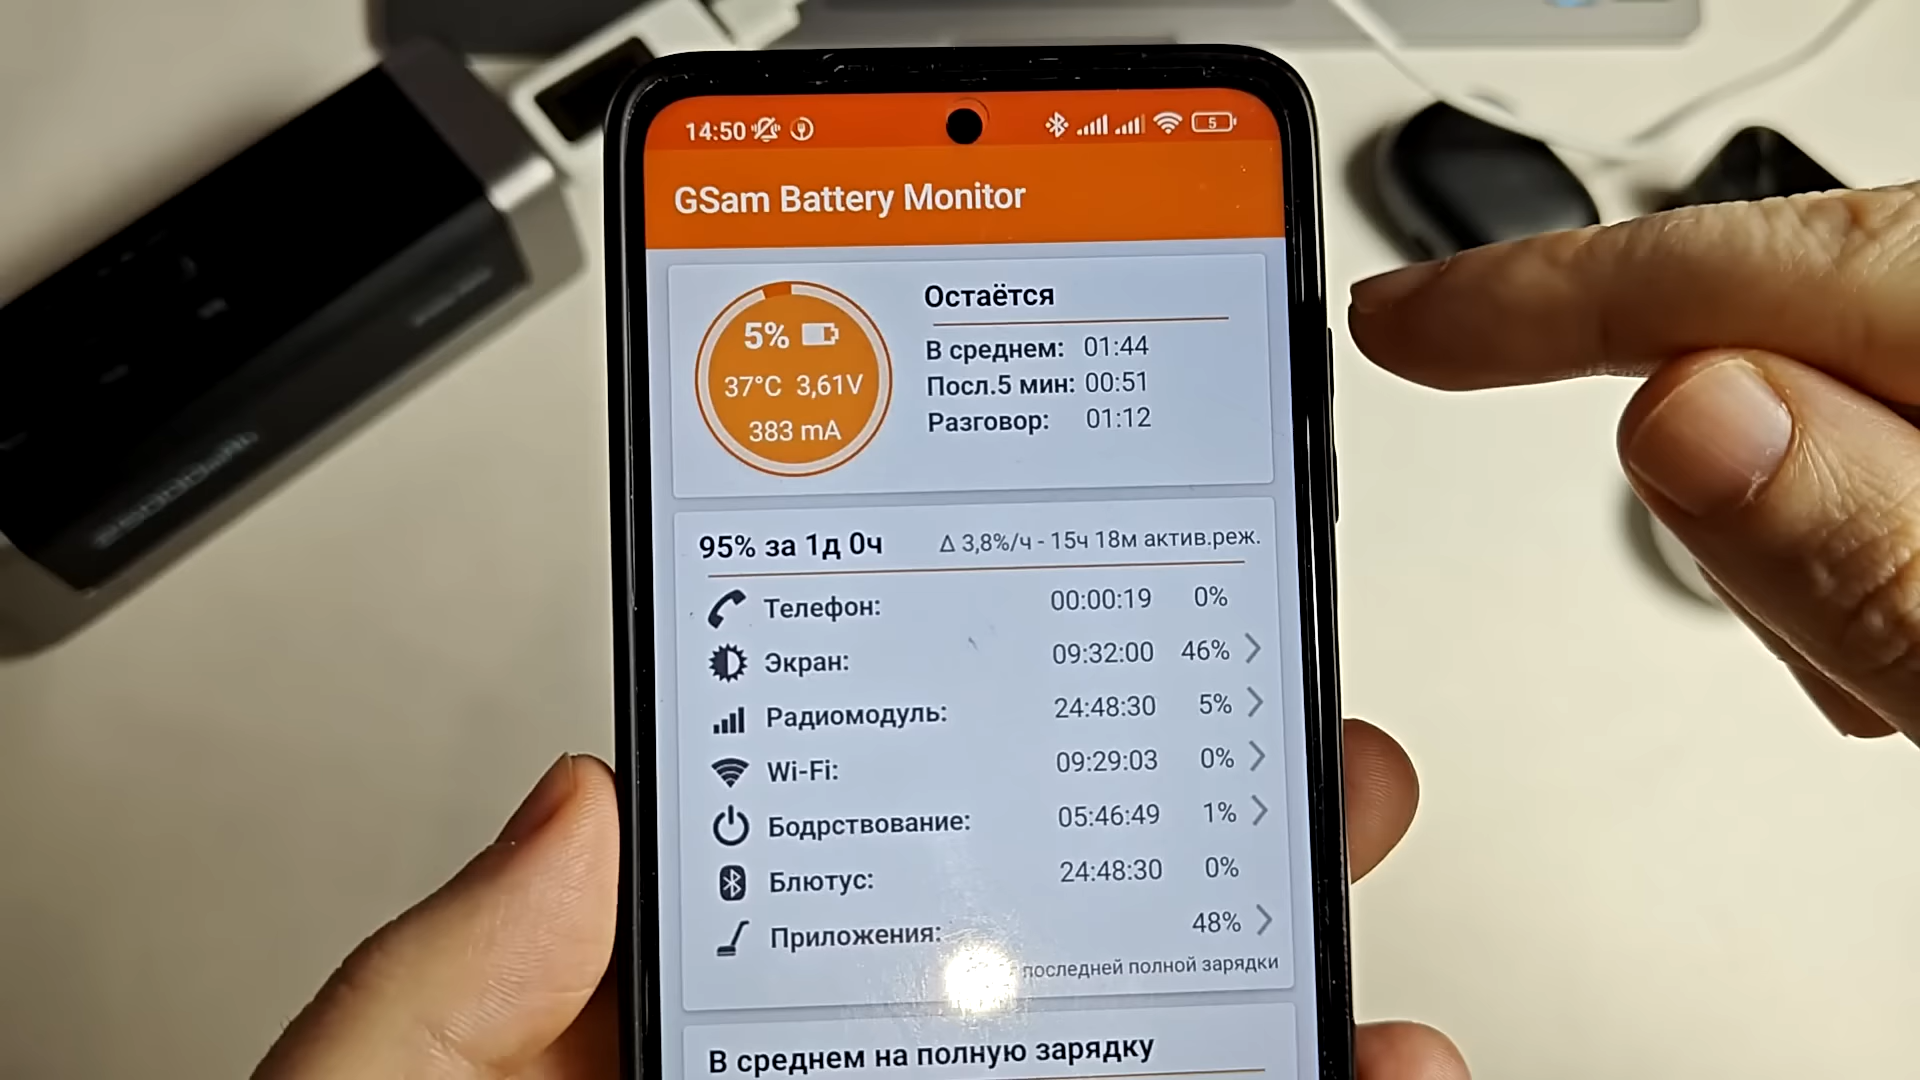 14:50
5
GSam Battery Monitor
5%
37°C 3,61V
383 mA
Остаётся
В среднем: 01:44
Посл.5 мин: 00:51
Разговор: 01:12
95% за 1д 0ч Δ 3,8%/ч - 15ч 18м актив.реж.
Телефон: 00:00:19 0%
Экран: 09:32:00 46%
Радиомодуль: 24:48:30 5%
Wi-Fi: 09:29:03 0%
Бодрствование: 05:46:49 1%
Блютус: 24:48:30 0%
Приложения: 48%
последней полной зарядки
В среднем на полную зарядку